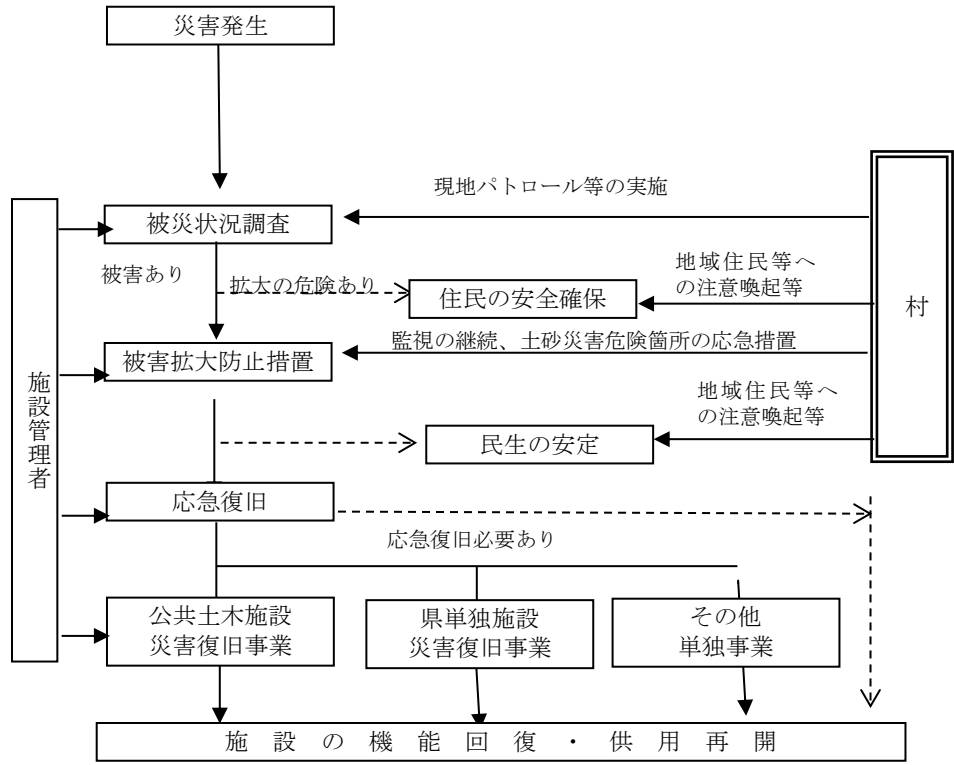 災害発生
現地パトロール等の実施
被災状況調査
被害あり
拡大の危険あり
地域住民等へ
の注意喚起等
住民の安全確保
村
監視の継続、土砂災害危険箇所の応急措置
被害拡大防止措置
施設管理者
地域住民等へ
の注意喚起等
民生の安定
応急復旧
応急復旧必要あり
公共土木施設
災害復旧事業
県単独施設
災害復旧事業
その他
単独事業
施設の機能回復・供用再開